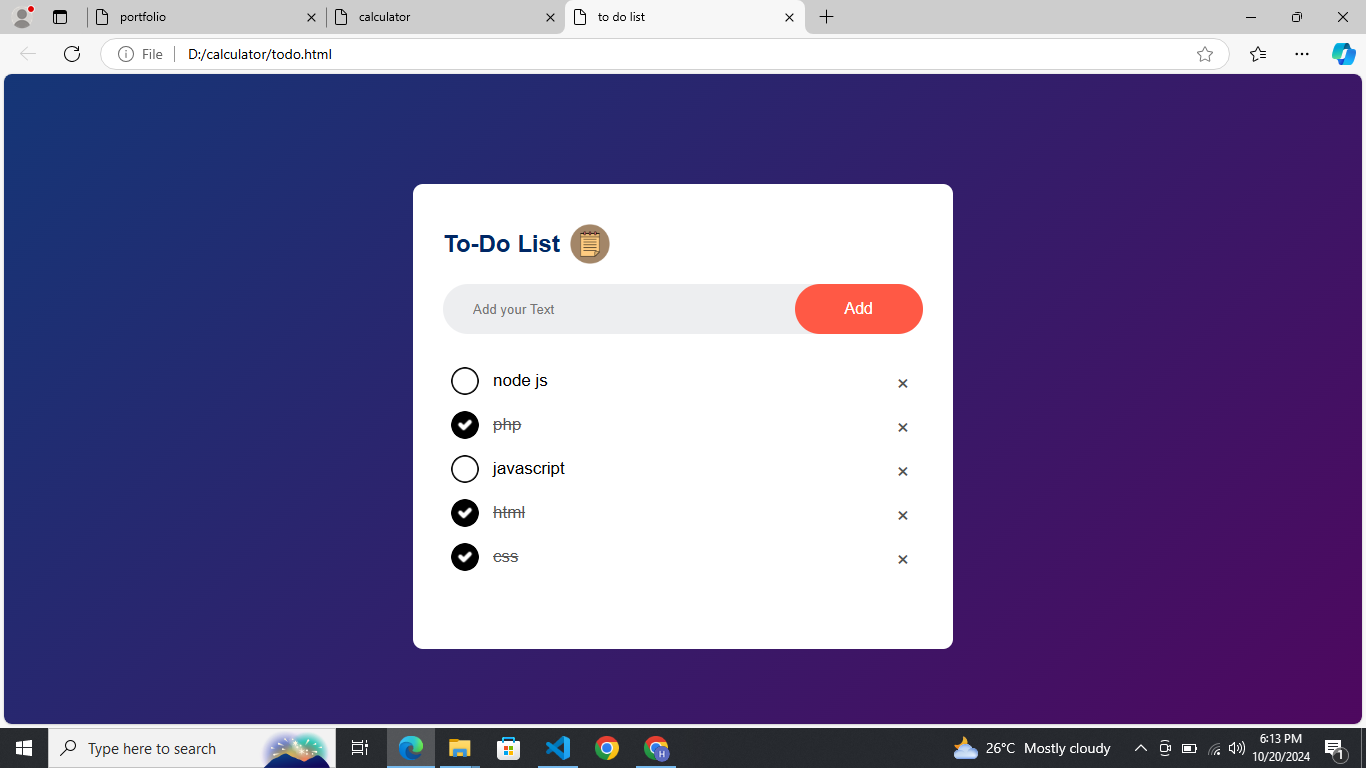 portfolio
calculator
to do list
File
D:/calculator/todo.html
To-Do List
Add your Text
Add
node js
php
javascript
html
css
Type here to search
H
26°C Mostly cloudy
6:13 PM
10/20/2024
1